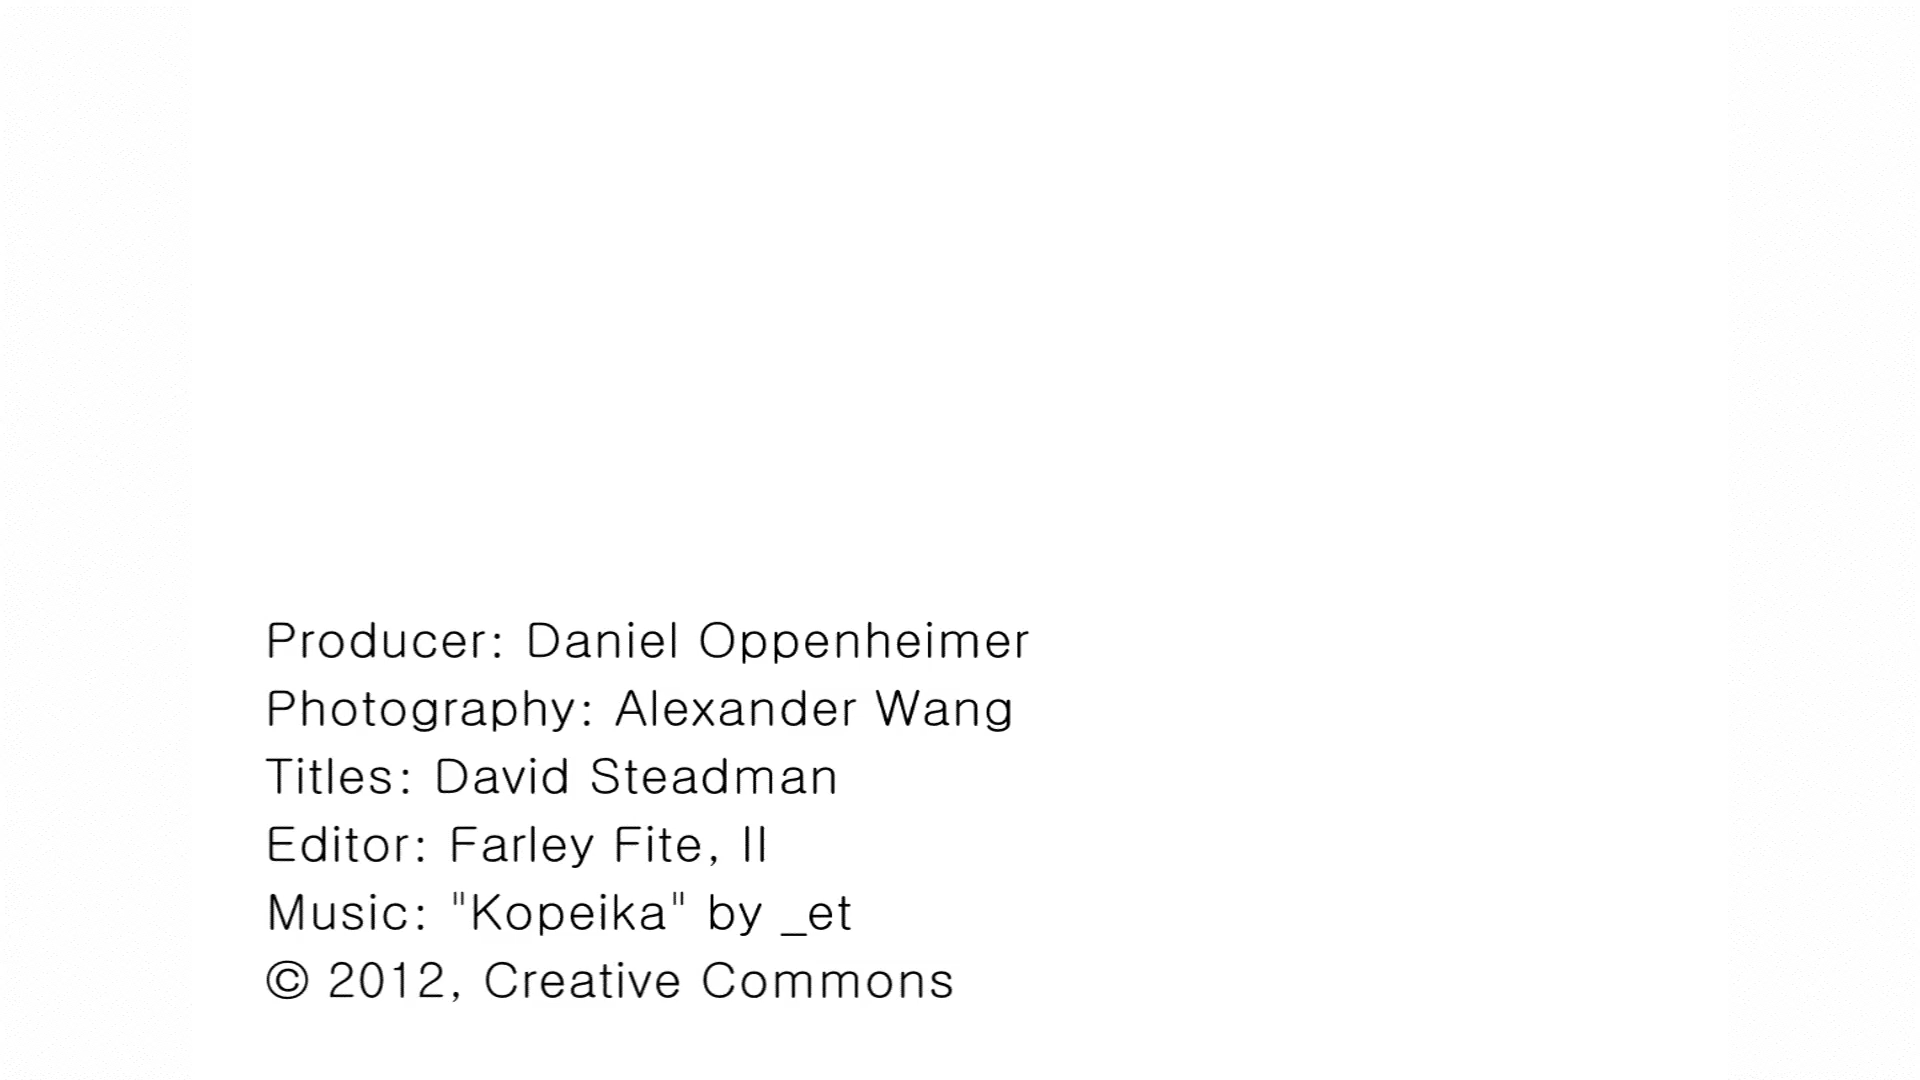 Producer: Daniel Oppenheimer
Photography: Alexander Wang
Titles: David Steadman
Editor: Farley Fite, II
Music: "Kopeika" by _et
© 2012, Creative Commons